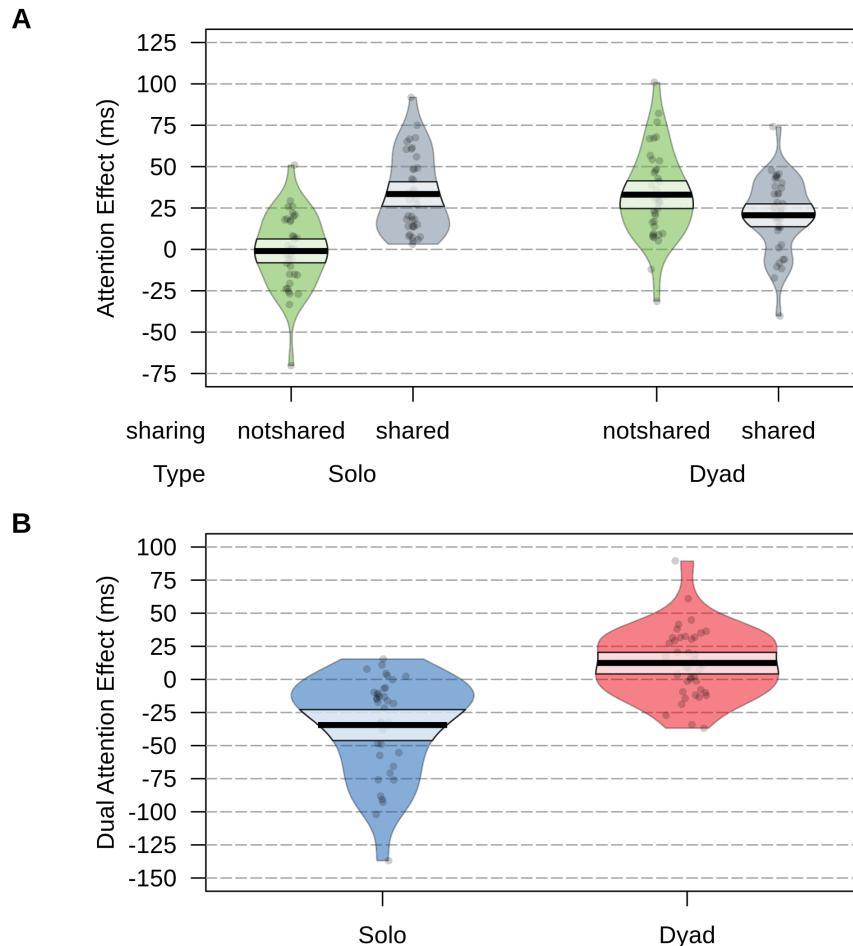 A
Attention Effect (ms)
125
100
75
50
25
0
-25
-50
-75
sharing notshared shared notshared shared
Type Solo Dyad
B
Dual Attention Effect (ms)
100
75
50
25
0
-25
-50
-75
-100
-125
-150
Solo Dyad